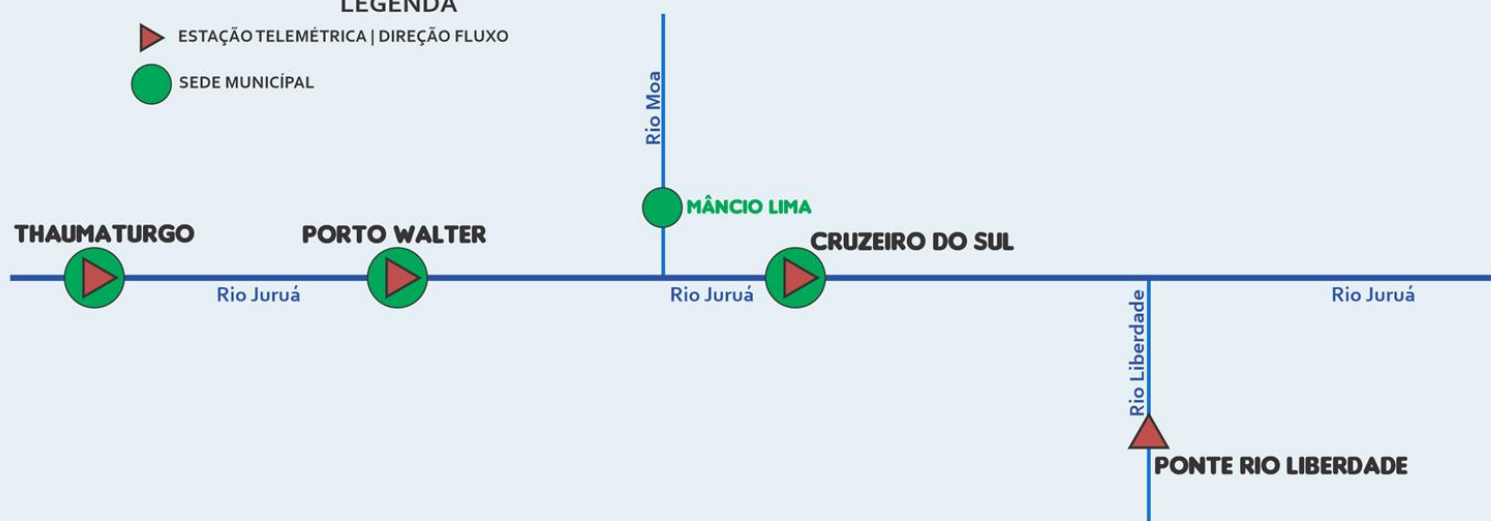 LEGENDA
ESTAÇÃO TELEMÉTRICA | DIREÇÃO FLUXO
SEDE MUNICÍPAL
Rio Moa
MÂNCIO LIMA
THAUMATURGO
PORTO WALTER
CRUZEIRO DO SUL
Rio Juruá
Rio Juruá
Rio Juruá
Rio Liberdade
PONTE RIO LIBERDADE